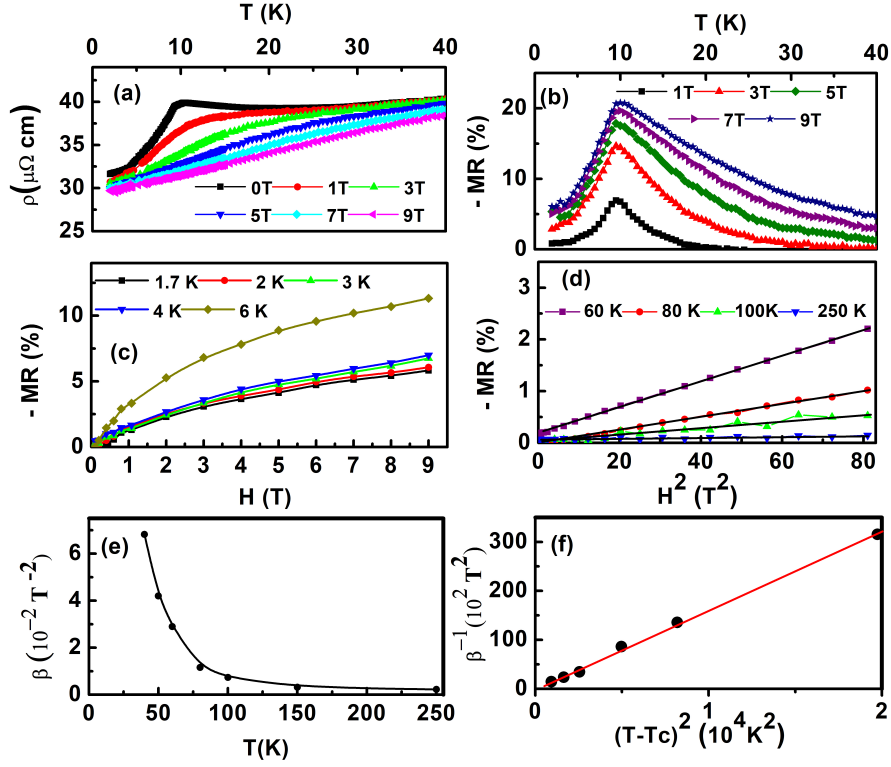 T (K)
0 10 20 30 40
(a)
40.0
35.0
30.0
25.0
ρ(μΩ cm)
0T 1T 3T
5T 7T 9T
T (K)
0 10 20 30 40
(b)
1T 3T 5T
7T 9T
20
10
0
- MR (%)
1.7 K 2 K 3 K
4 K 6 K
(c)
10
5
0
- MR (%)
0 1 2 3 4 5 6 7 8 9
H (T)
(d)
60 K 80 K 100K 250 K
3
2
1
0
- MR (%)
0 20 40 60 80
H² (T²)
(e)
6
4
2
0
β (10⁻² T⁻²)
0 50 100 150 200 250
T(K)
(f)
300
200
100
0
β⁻¹(10² T²)
0 1 2
(T-Tc)² (10⁴K²)